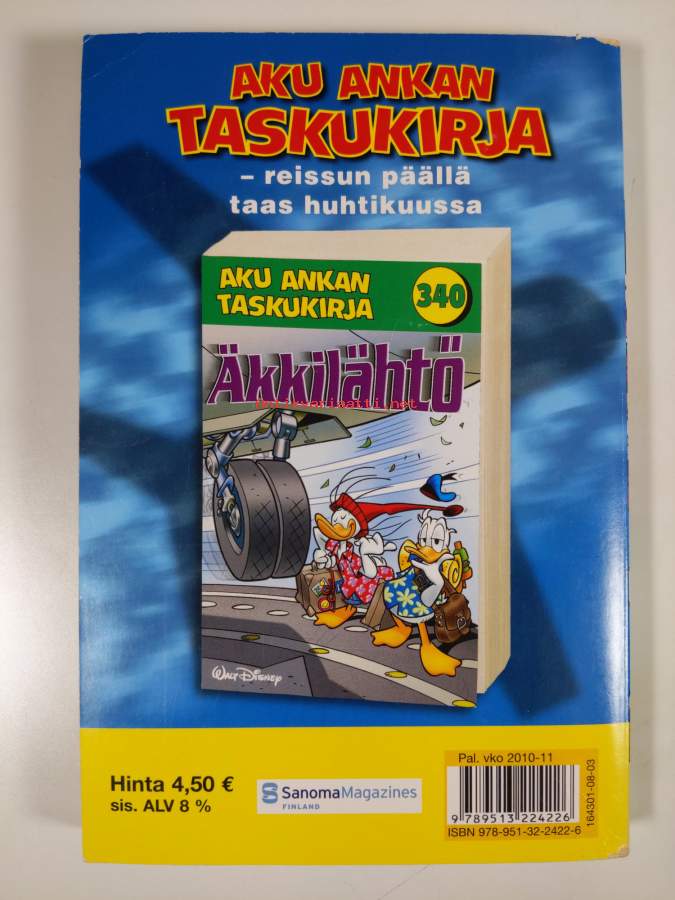 AKU ANKAN
TASKUKIRJA
– reissun päällä
taas huhtikuussa
AKU ANKAN
TASKUKIRJA
340
Äkkilähtö
antikvariaatti.net
WALT DISNEY
Hinta 4,50 €
sis. ALV 8 %
SanomaMagazines
FINLAND
Pal. vko 2010-11
9 789513 224226
ISBN 978-951-32-2422-6
164301-08-03